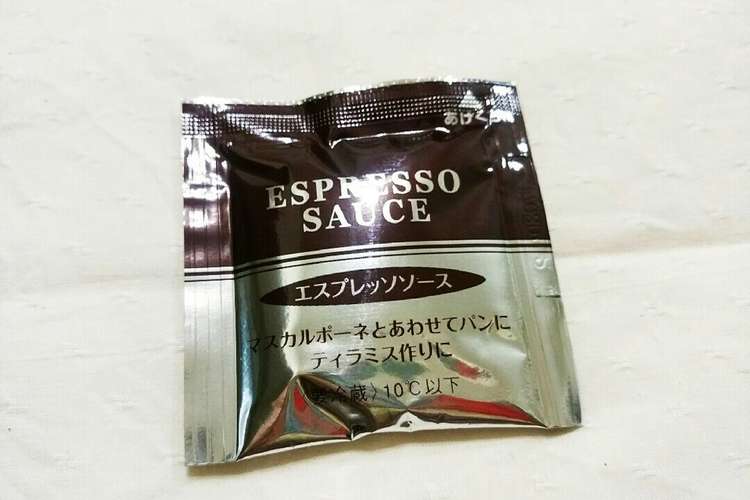 あけくち
ESPRESSO
SAUCE
エスプレッソソース
マスカルポーネとあわせてパンに
ティラミス作りに
要冷蔵〉10℃以下